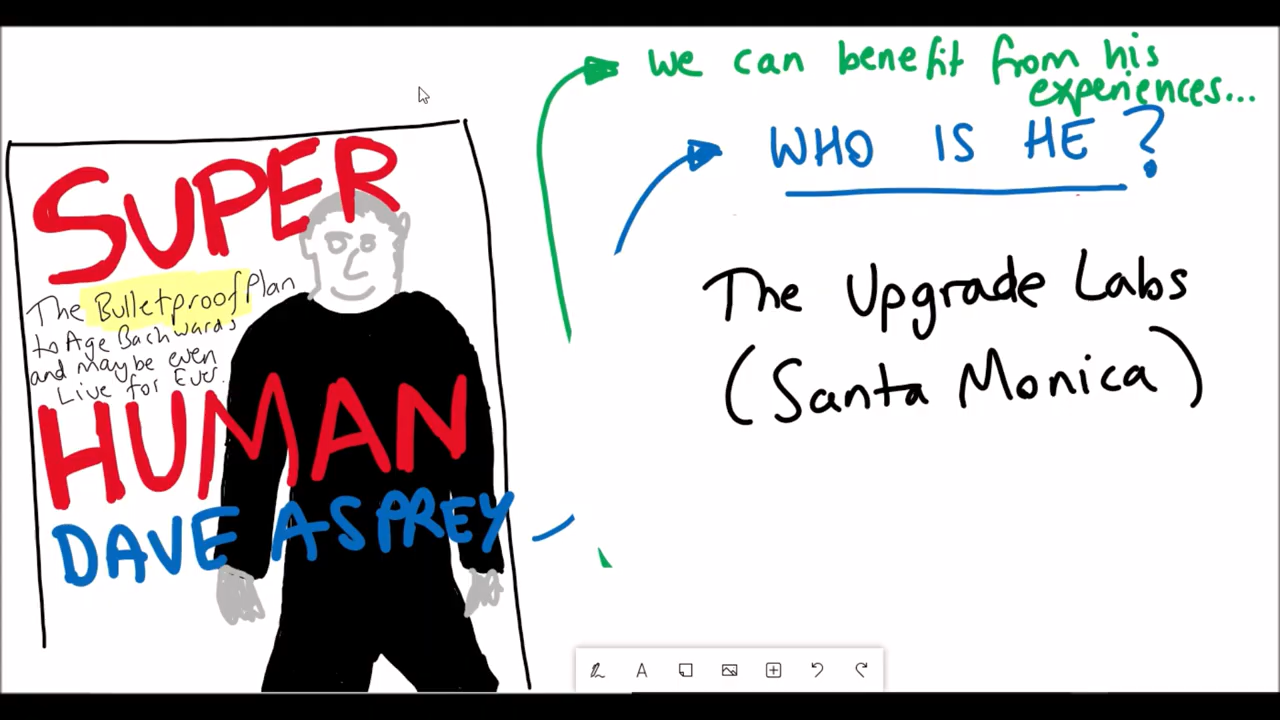 SUPER
The Bulletproof Plan
to Age Backwards
and maybe even
Live for Ever.
HUMAN
DAVE ASPREY
we can benefit from his
experiences...
WHO IS HE?
The Upgrade Labs
(Santa Monica)
A